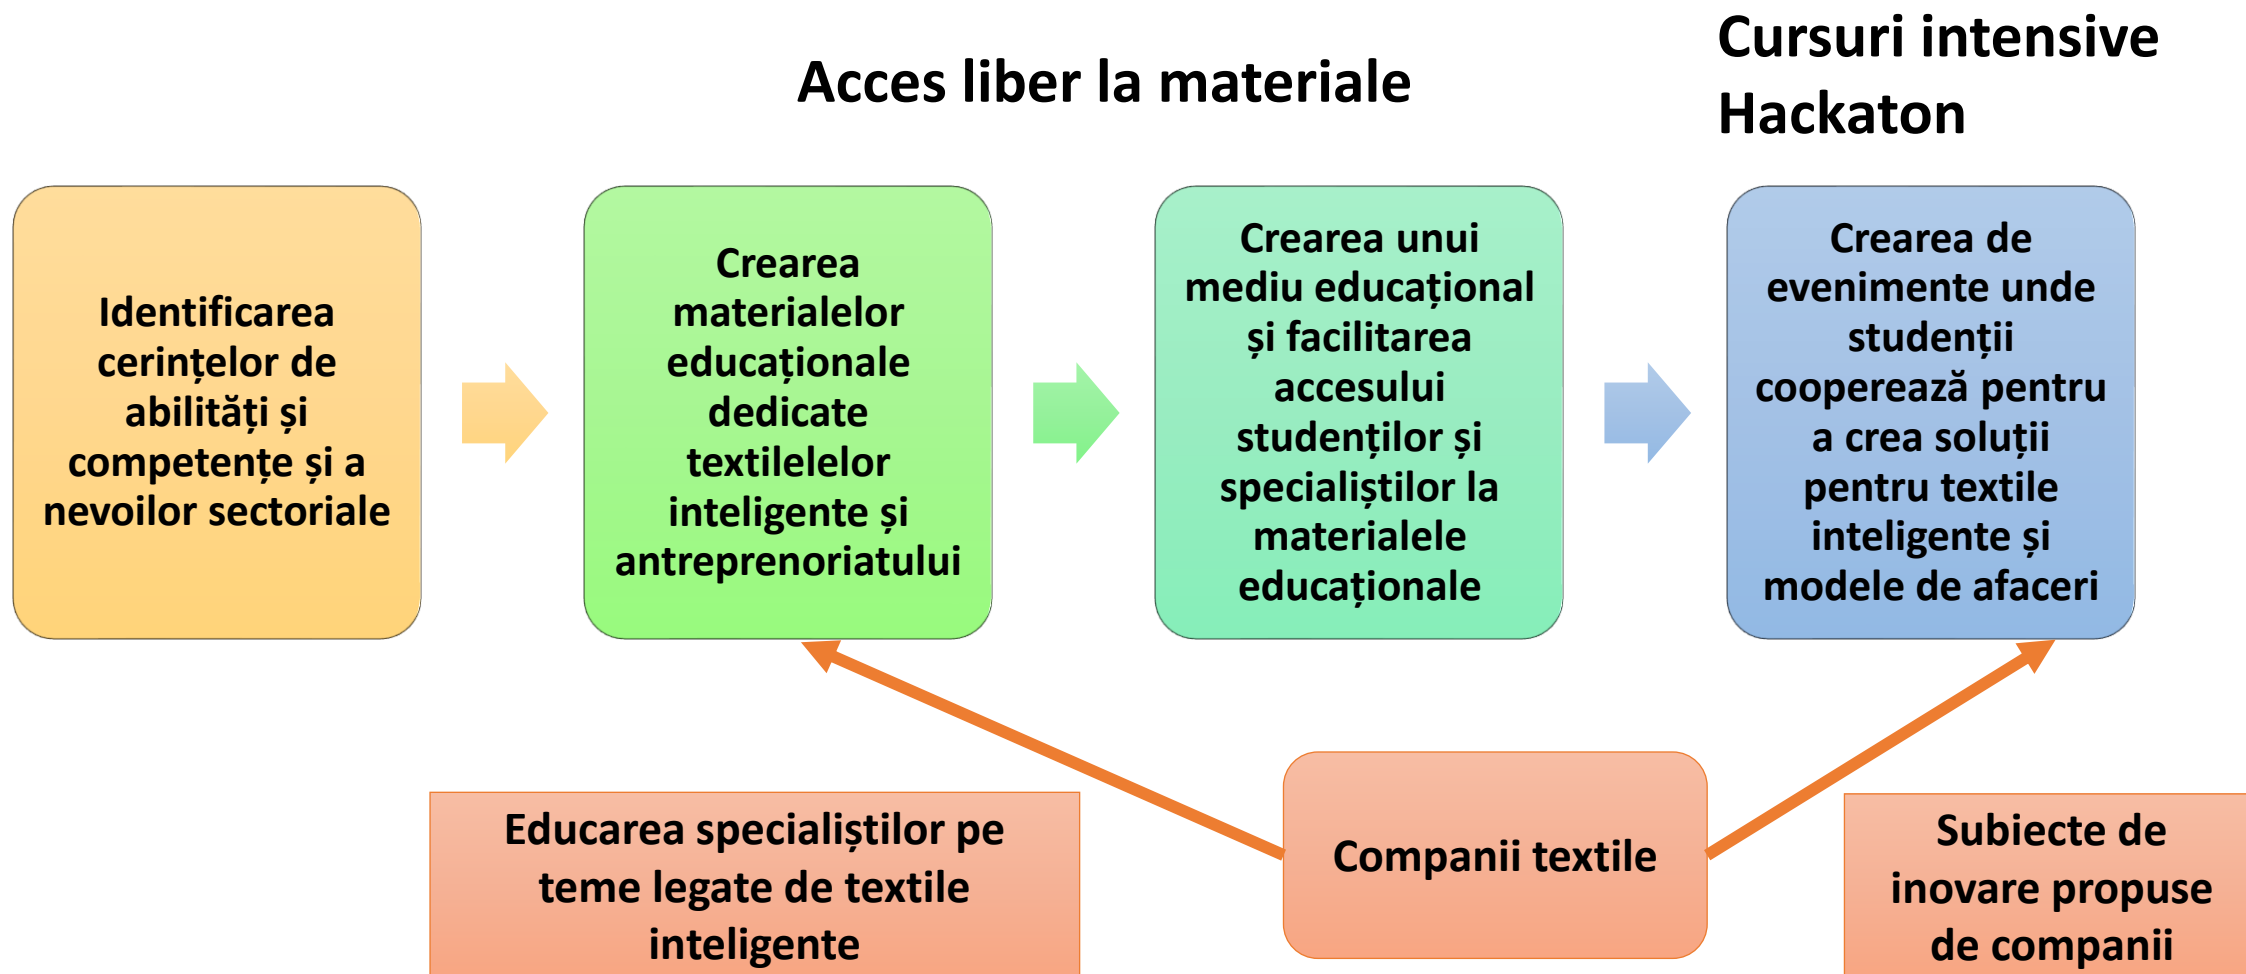 Acces liber la materiale
Cursuri intensive
Hackaton
Identificarea
cerințelor de
abilități și
competențe și a
nevoilor sectoriale
Crearea
materialelor
educaționale
dedicate
textilelelor
inteligente și
antreprenoriatului
Crearea unui
mediu educațional
și facilitarea
accesului
studenților și
specialiștilor la
materialele
educaționale
Crearea de
evenimente unde
studenții
cooperează pentru
a crea soluții
pentru textile
inteligente și
modele de afaceri
Educarea specialiștilor pe
teme legate de textile
inteligente
Companii textile
Subiecte de
inovare propuse
de companii